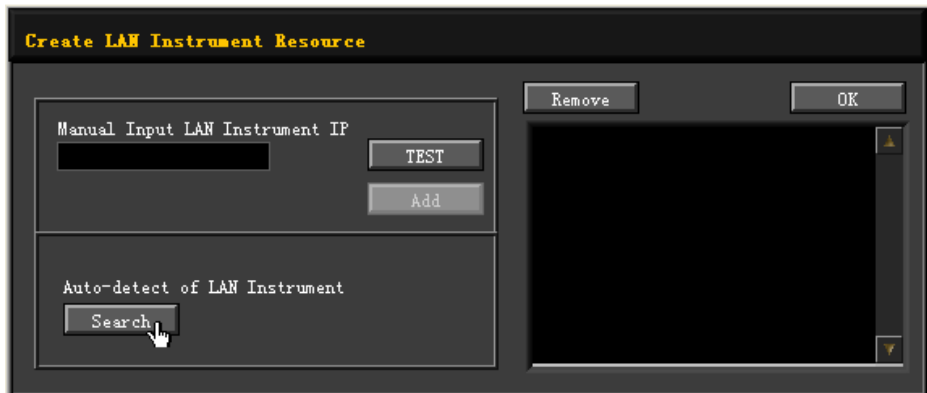 Create LAN Instrument Resource
Remove
OK
Manual Input LAN Instrument IP
TEST
Add
Auto-detect of LAN Instrument
Search